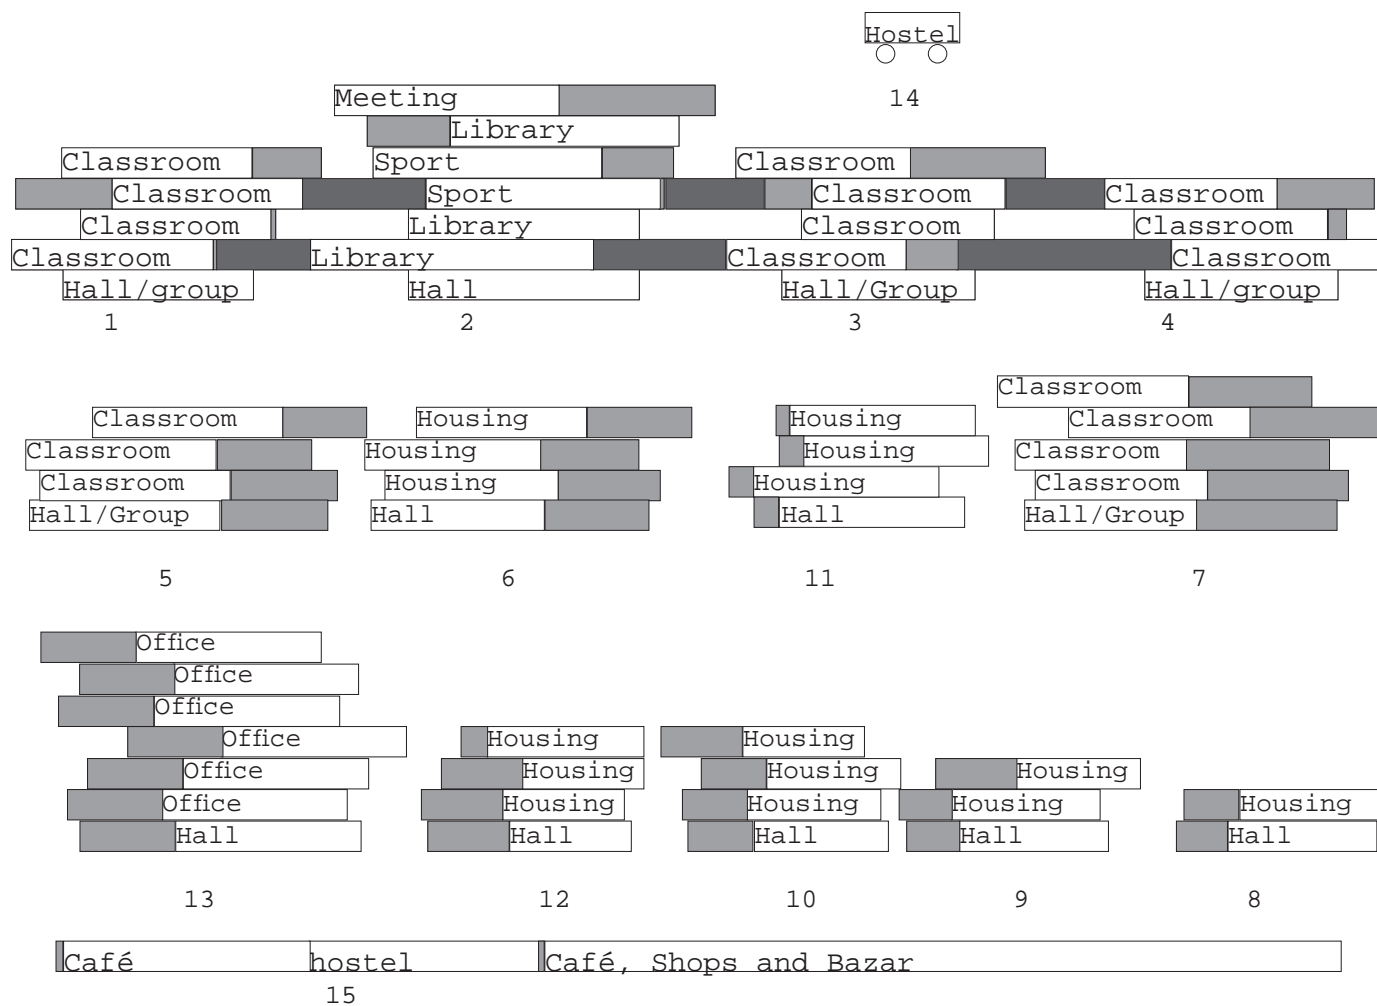 Hostel
14
Meeting
Library
Classroom Sport Classroom
Classroom Sport Classroom Classroom
Classroom Library Classroom Classroom
Classroom Library Classroom Classroom
Hall/group Hall Hall/Group Hall/group
1 2 3 4
Classroom
Classroom Housing Housing Classroom
Classroom Housing Housing Classroom
Classroom Housing Housing Classroom
Hall/Group Hall Hall Hall/Group
5 6 11 7
Office
Office
Office
Office Housing Housing
Office Housing Housing Housing
Office Housing Housing Housing Housing
Hall Hall Hall Hall Hall
13 12 10 9 8
Café hostel Café, Shops and Bazar
15